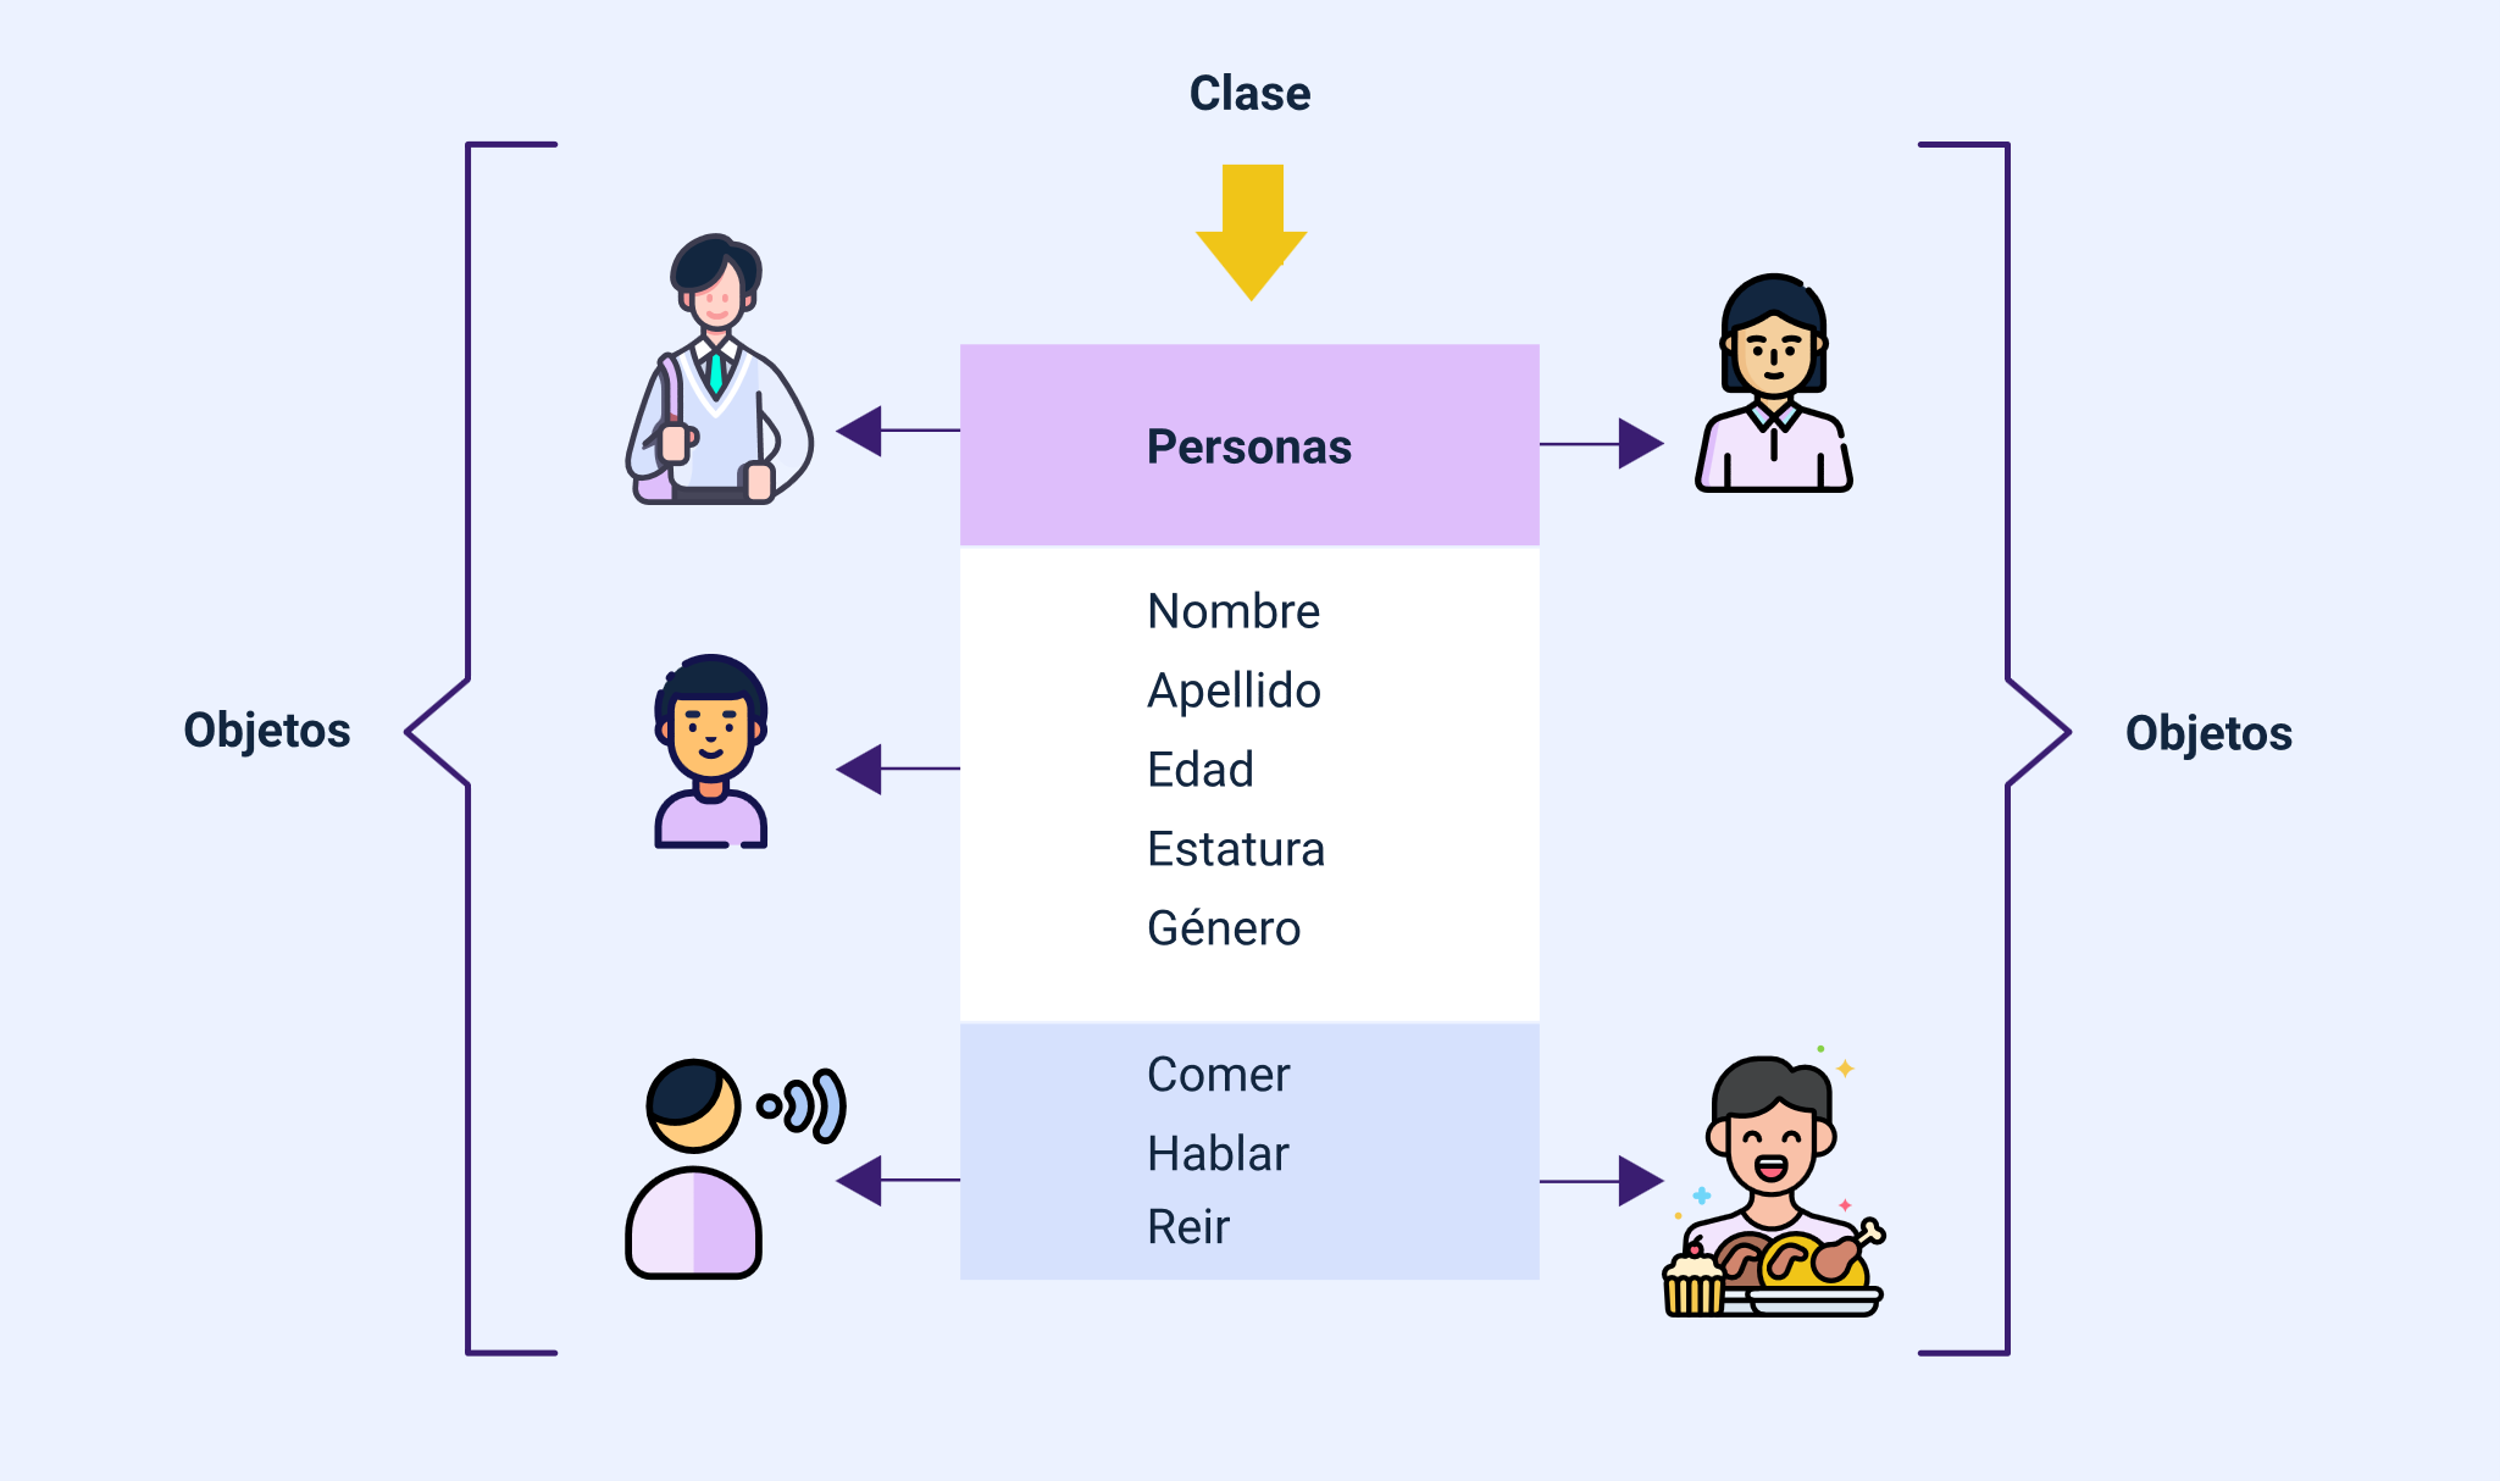 Clase
Personas
Nombre
Apellido
Edad
Estatura
Género
Comer
Hablar
Reir
Objetos
Objetos